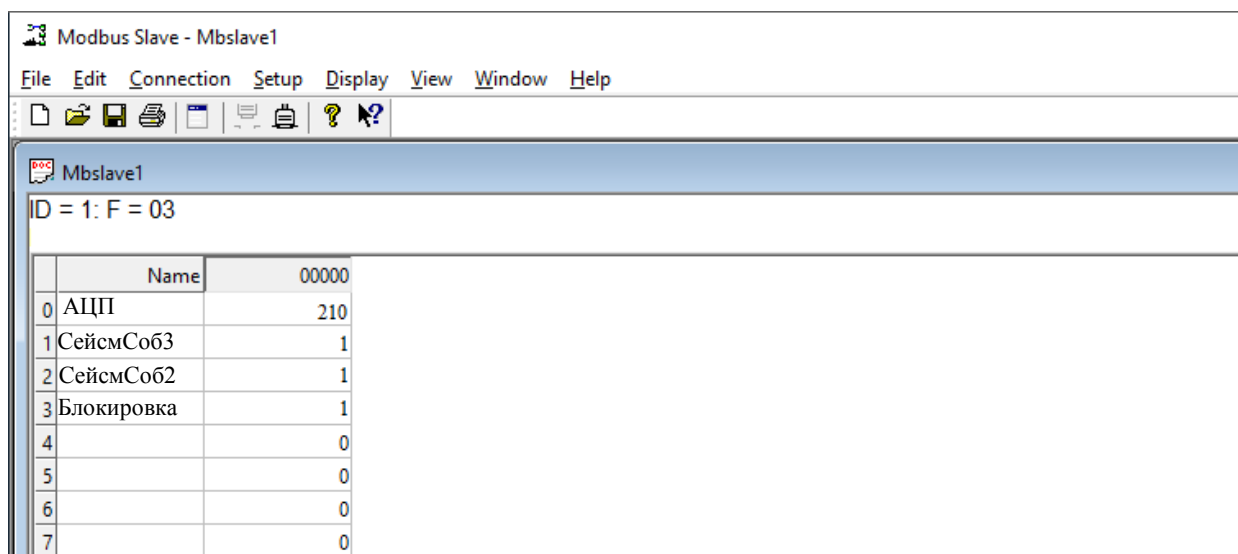 Modbus Slave - Mbslave1
File Edit Connection Setup Display View Window Help
Mbslave1
ID = 1: F = 03
Name 00000
0 АЦП 210
1 СейсмСоб3 1
2 СейсмСоб2 1
3 Блокировка 1
4 0
5 0
6 0
7 0